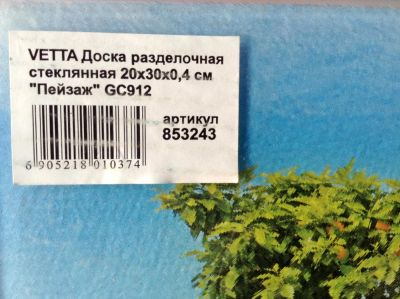 VETTA Доска разделочная
стеклянная 20х30х0,4 см
"Пейзаж" GC912
артикул
853243
6 905218 010374